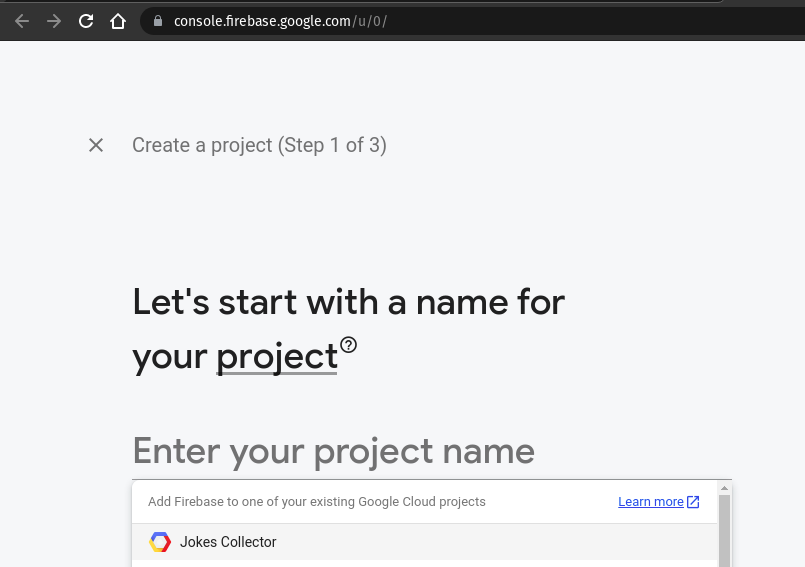 console.firebase.google.com/u/0/
Create a project (Step 1 of 3)
Let's start with a name for
your project
Enter your project name
Add Firebase to one of your existing Google Cloud projects Learn more
Jokes Collector